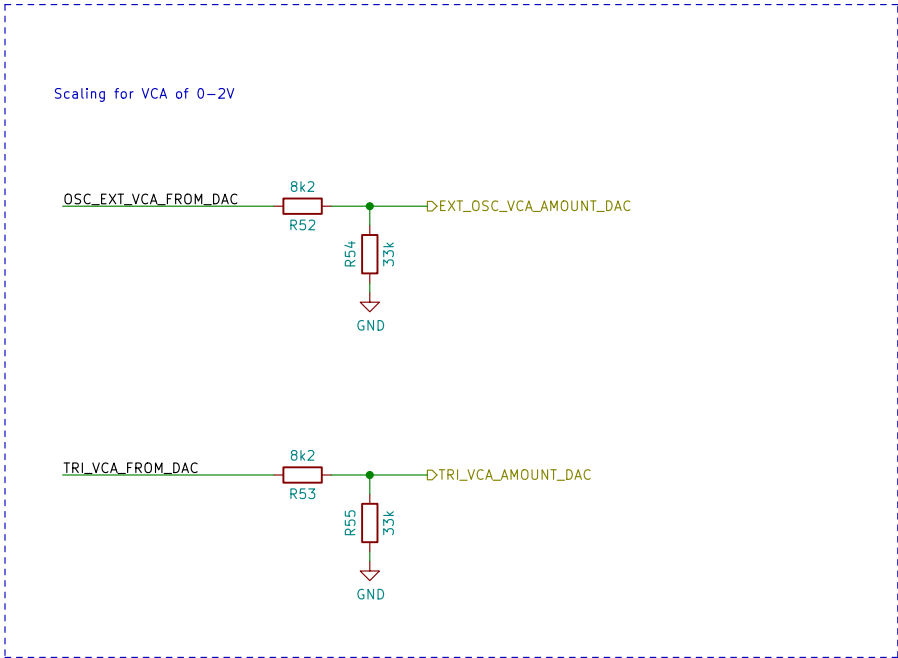 Scaling for VCA of 0-2V
8k2
OSC_EXT_VCA_FROM_DAC
EXT_OSC_VCA_AMOUNT_DAC
R52
R54
33k
GND
8k2
TRI_VCA_FROM_DAC
TRI_VCA_AMOUNT_DAC
R53
R55
33k
GND